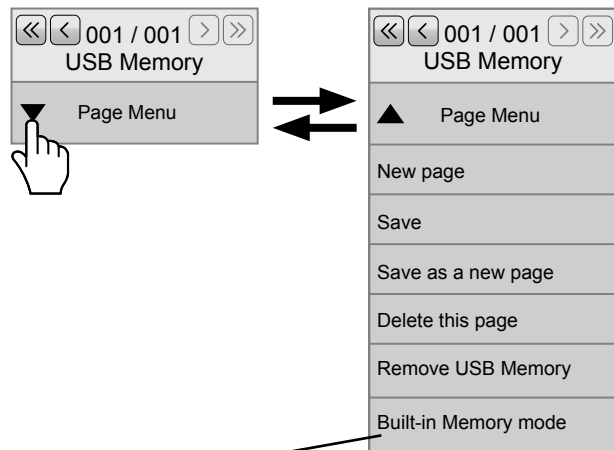 001 / 001
USB Memory
Page Menu
001 / 001
USB Memory
Page Menu
New page
Save
Save as a new page
Delete this page
Remove USB Memory
Built-in Memory mode